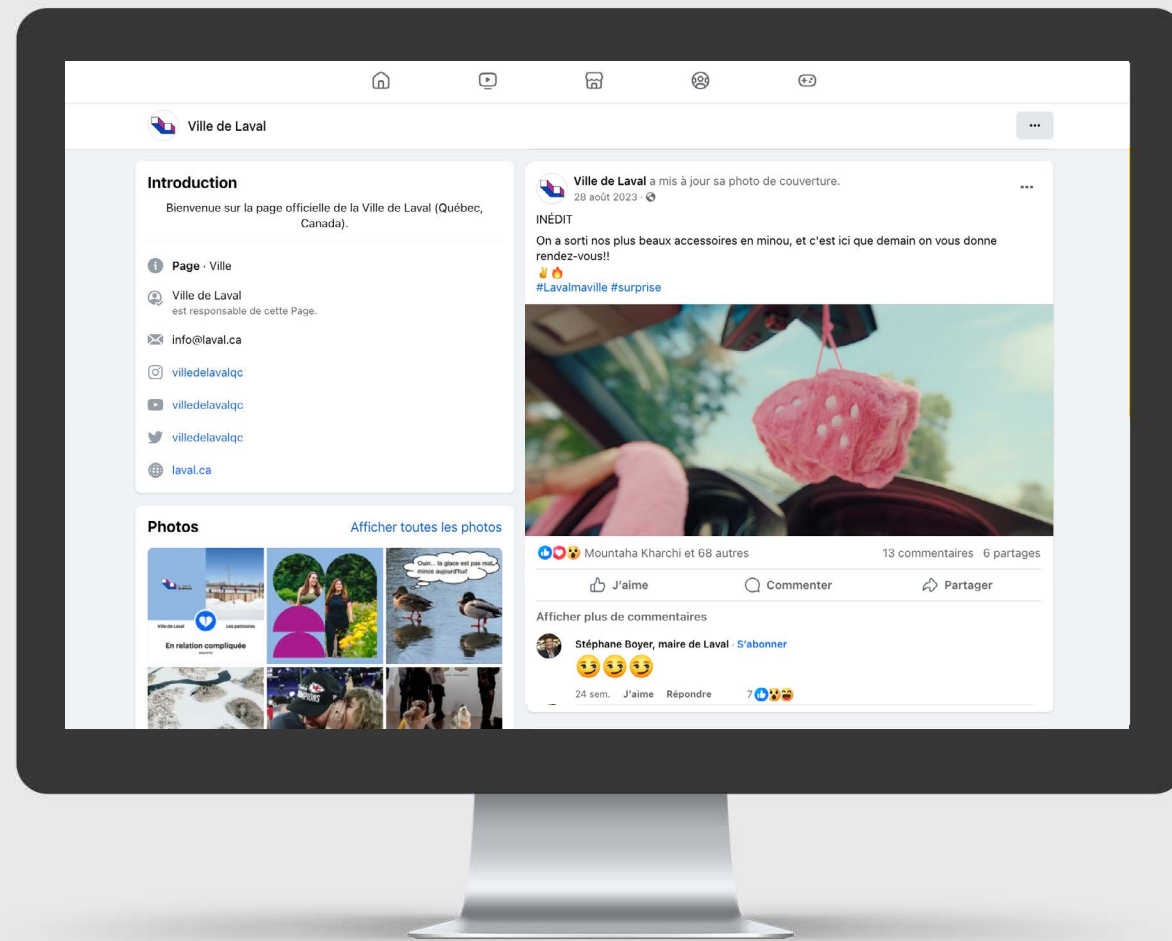 Ville de Laval
Introduction
Bienvenue sur la page officielle de la Ville de Laval (Québec,
Canada).
Page · Ville
Ville de Laval
est responsable de cette Page.
info@laval.ca
villedelavalqc
villedelavalqc
villedelavalqc
laval.ca
Photos
Afficher toutes les photos
LAVAL
Ville de Laval
Les patinoires
En relation compliquée
Ouin... la glace est pas mal
mince aujourd'hui!
CHAMPIONS
Ville de Laval a mis à jour sa photo de couverture.
28 août 2023 ·
INÉDIT
On a sorti nos plus beaux accessoires en minou, et c'est ici que demain on vous donne
rendez-vous!!
✌🔥
#Lavalmaville #surprise
Mountaha Kharchi et 68 autres
13 commentaires 6 partages
J'aime
Commenter
Partager
Afficher plus de commentaires
Stéphane Boyer, maire de Laval · S'abonner
😏😏😏
24 sem. J'aime Répondre 7